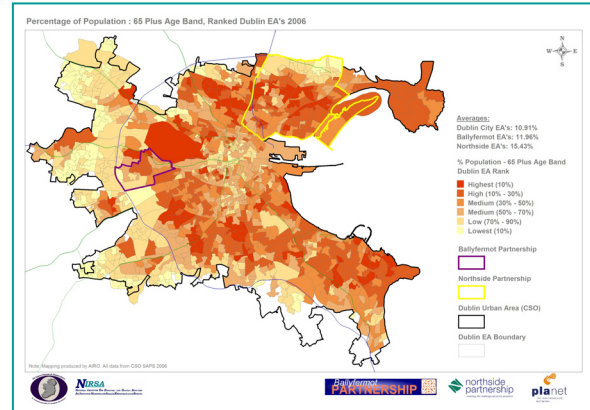 Percentage of Population : 65 Plus Age Band, Ranked Dublin EA's 2006
N
W
E
S
Averages:
Dublin City EA's: 10.91%
Ballyfermot EA's: 11.96%
Northside EA's: 15.43%
% Population - 65 Plus Age Band
Dublin EA Rank
Highest (10%)
High (10% - 30%)
Medium (30% - 50%)
Medium (50% - 70%)
Low (70% - 90%)
Lowest (10%)
Ballyfermot Partnership
Northside Partnership
Dublin Urban Area (CSO)
Dublin EA Boundary
Note: Mapping produced by AIRO. All data from CSO SAPS 2006
NIRSA
Ballyfermot
PARTNERSHIP
northside
partnership
planet